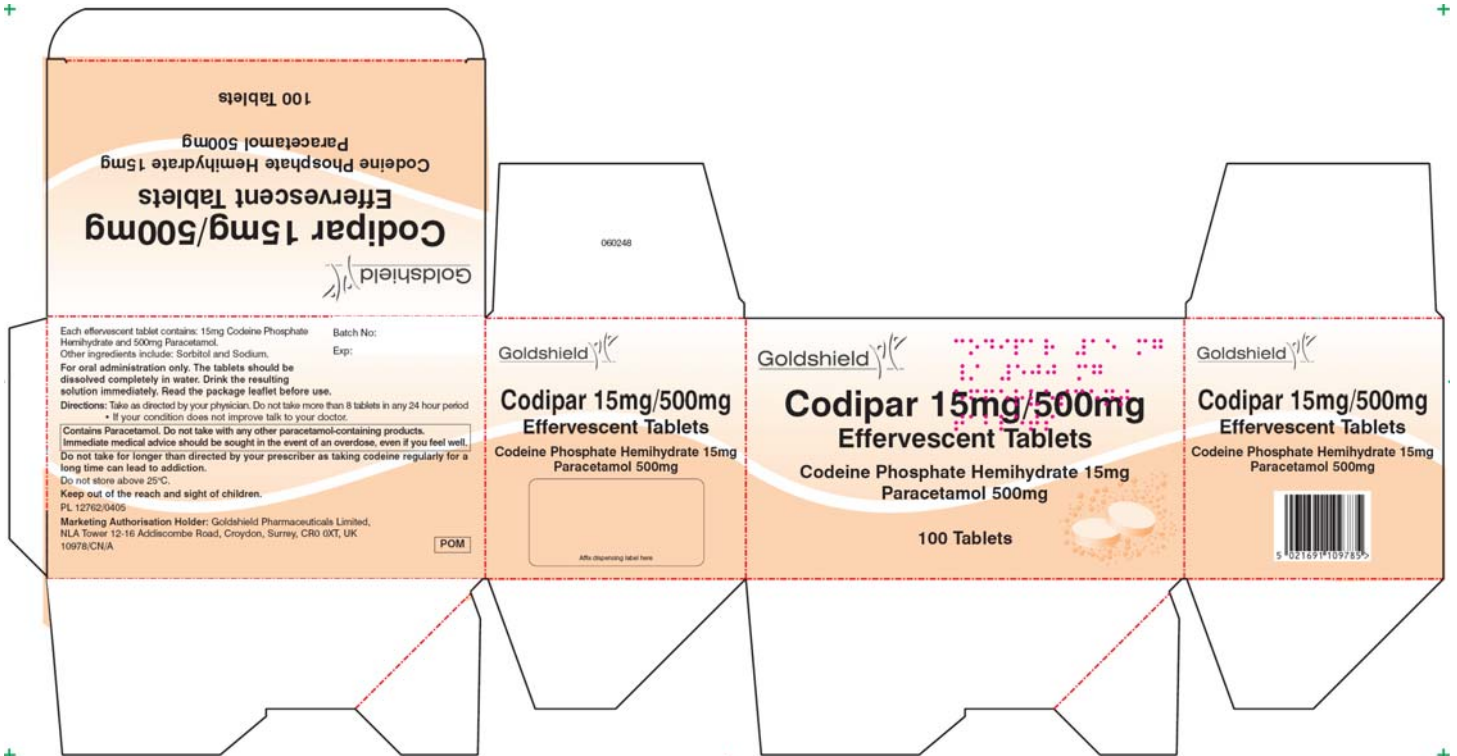 100 Tablets
Paracetamol 500mg
Codeine Phosphate Hemihydrate 15mg
Effervescent Tablets
Codipar 15mg/500mg
Goldshield
060248
Each effervescent tablet contains: 15mg Codeine Phosphate
Hemihydrate and 500mg Paracetamol.
Other ingredients include: Sorbitol and Sodium.
For oral administration only. The tablets should be
dissolved completely in water. Drink the resulting
solution immediately. Read the package leaflet before use.
Batch No:
Exp:
Directions: Take as directed by your physician. Do not take more than 8 tablets in any 24 hour period
• If your condition does not improve talk to your doctor.
Contains Paracetamol. Do not take with any other paracetamol-containing products.
Immediate medical advice should be sought in the event of an overdose, even if you feel well.
Do not take for longer than directed by your prescriber as taking codeine regularly for a
long time can lead to addiction.
Do not store above 25°C.
Keep out of the reach and sight of children.
PL 12762/0405
Marketing Authorisation Holder: Goldshield Pharmaceuticals Limited,
NLA Tower 12-16 Addiscombe Road, Croydon, Surrey, CR0 0XT, UK
10978/CN/A
POM
Goldshield
Codipar 15mg/500mg
Effervescent Tablets
Codeine Phosphate Hemihydrate 15mg
Paracetamol 500mg
Affix dispensing label here
Goldshield
Codipar 15mg/500mg
Effervescent Tablets
Codeine Phosphate Hemihydrate 15mg
Paracetamol 500mg
100 Tablets
Goldshield
Codipar 15mg/500mg
Effervescent Tablets
Codeine Phosphate Hemihydrate 15mg
Paracetamol 500mg
5 021691 109785 >